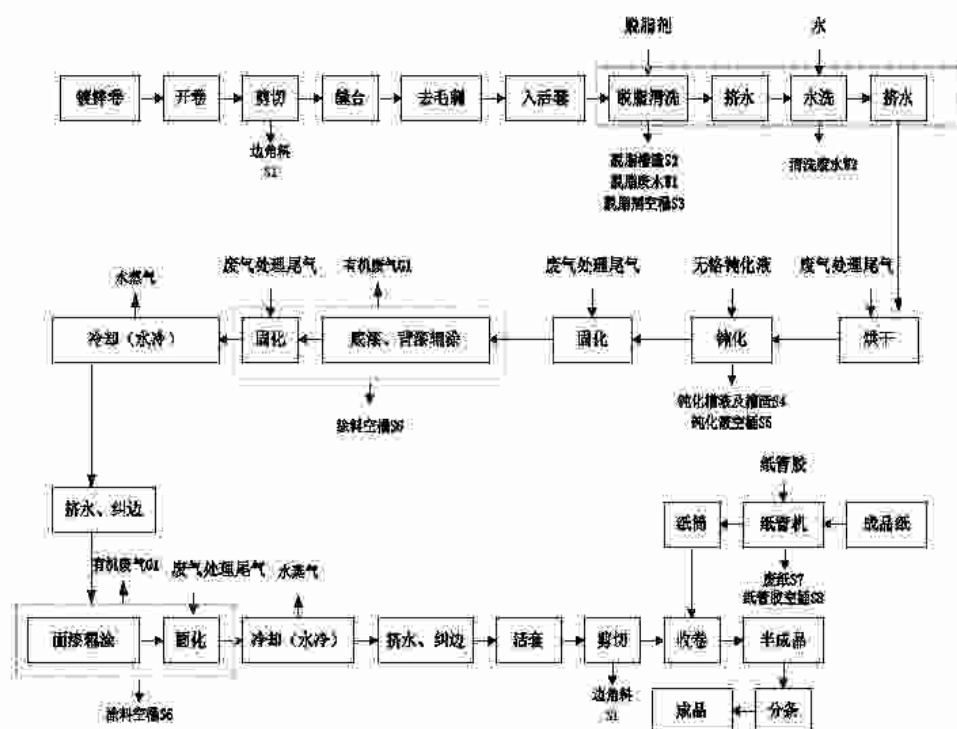 脱脂剂 水
镀锌卷 开卷 剪切 缝合 去毛刺 入活套 脱脂清洗 挤水 水洗 挤水
边角料
S1
脱脂槽渣S2
脱脂废水W1
脱脂剂空桶S3
清洗废水W2
水蒸气 废气处理尾气 有机废气G1 废气处理尾气 无铬钝化液 废气处理尾气
冷却（水冷） 固化 底漆、背漆辊涂 固化 钝化 烘干
涂料空桶S6
钝化槽液及槽渣S4
钝化液空桶S5
纸管胶
挤水、纠边 纸筒 纸管机 成品纸
有机废气G1 废气处理尾气 水蒸气
废纸S7
纸管胶空桶S8
面漆辊涂 固化 冷却（水冷） 挤水、纠边 活套 剪切 收卷 半成品
涂料空桶S6
边角料
S1
成品 分条